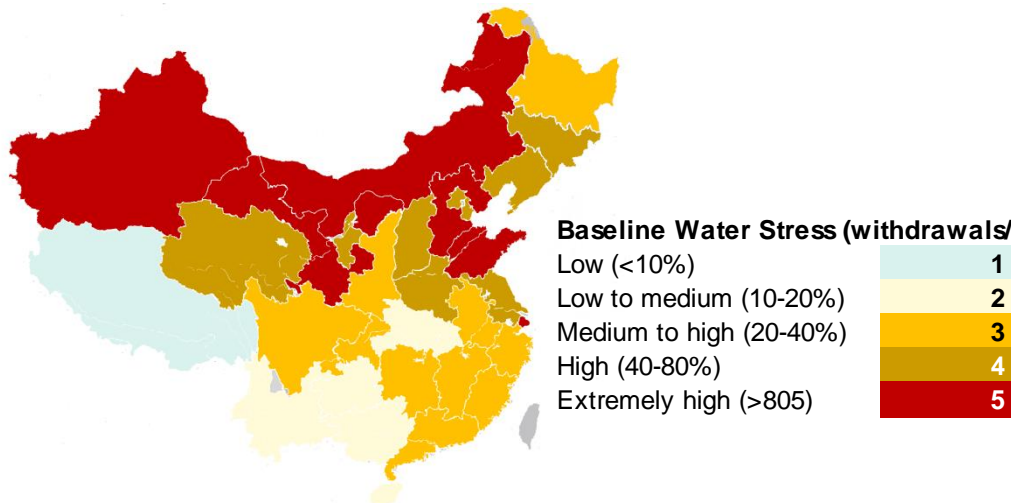 Baseline Water Stress (withdrawals/
Low (<10%) 1
Low to medium (10-20%) 2
Medium to high (20-40%) 3
High (40-80%) 4
Extremely high (>805) 5